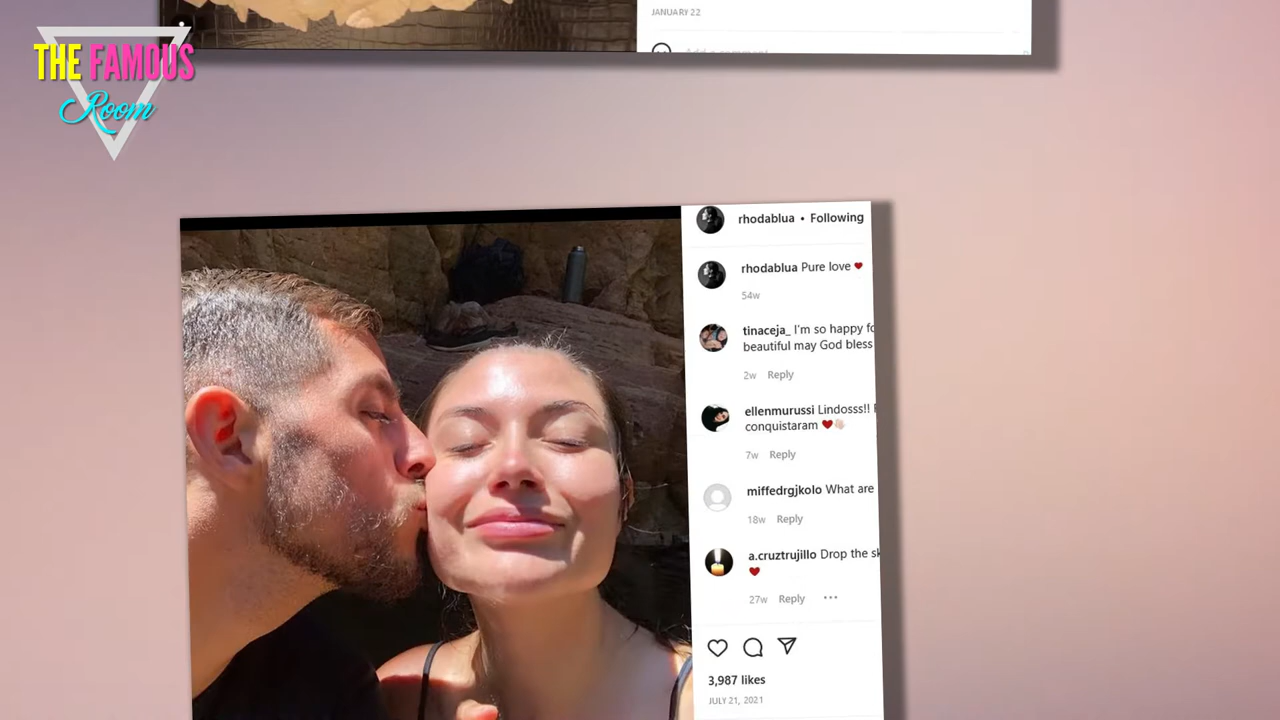 THE FAMOUS
Room
JANUARY 22
Add a comment
rhodablua • Following
rhodablua Pure love ❤
54w
tinaceja_ I'm so happy fo
beautiful may God bless
2w Reply
ellenmurussi Lindosss!!
conquistaram ❤👏🏻
7w Reply
miffedrgjkolo What are
18w Reply
a.cruztrujillo Drop the sk
❤
27w Reply ...
3,987 likes
JULY 21, 2021